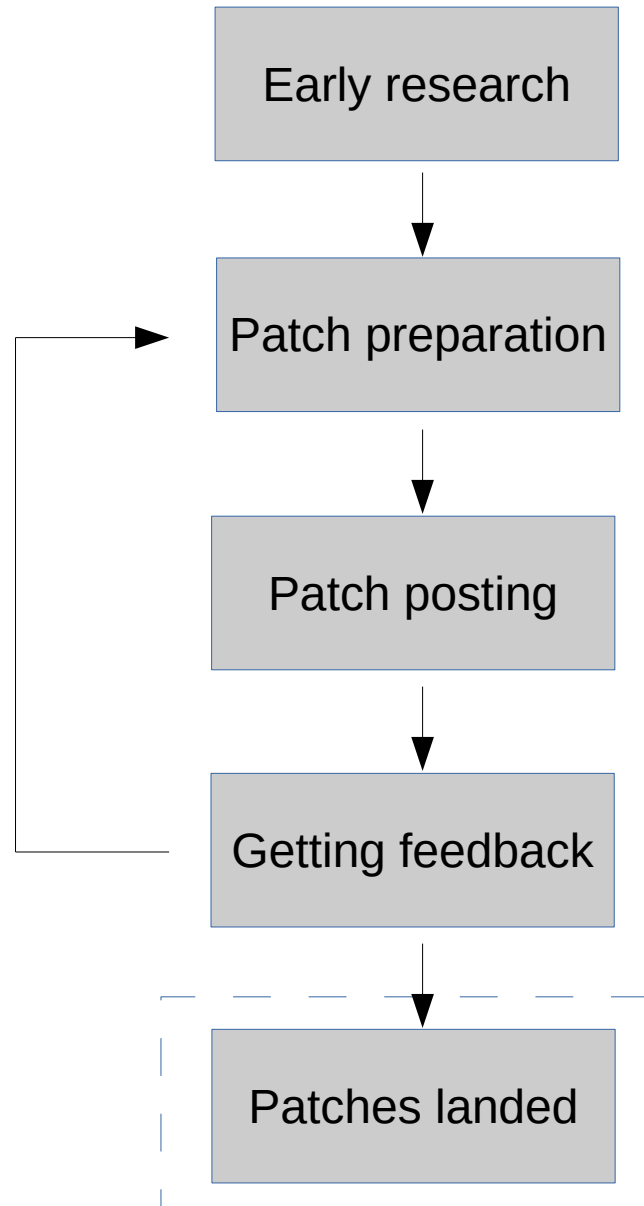 Early research
Patch preparation
Patch posting
Getting feedback
Patches landed